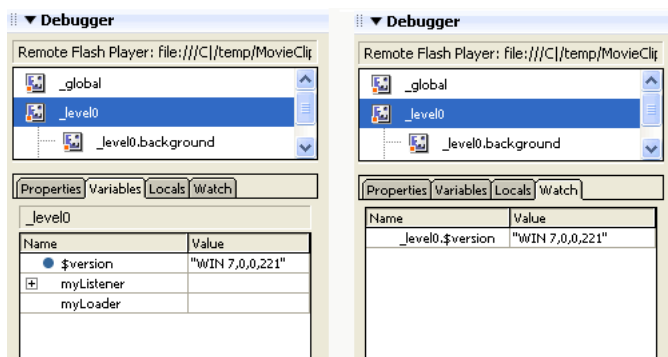 ▼ Debugger
Remote Flash Player: file:///C|/temp/MovieClip
_global
_level0
_level0.background
Properties Variables Locals Watch
_level0
Name Value
$version "WIN 7,0,0,221"
myListener
myLoader
▼ Debugger
Remote Flash Player: file:///C|/temp/MovieClip
_global
_level0
_level0.background
Properties Variables Locals Watch
Name Value
_level0.$version "WIN 7,0,0,221"